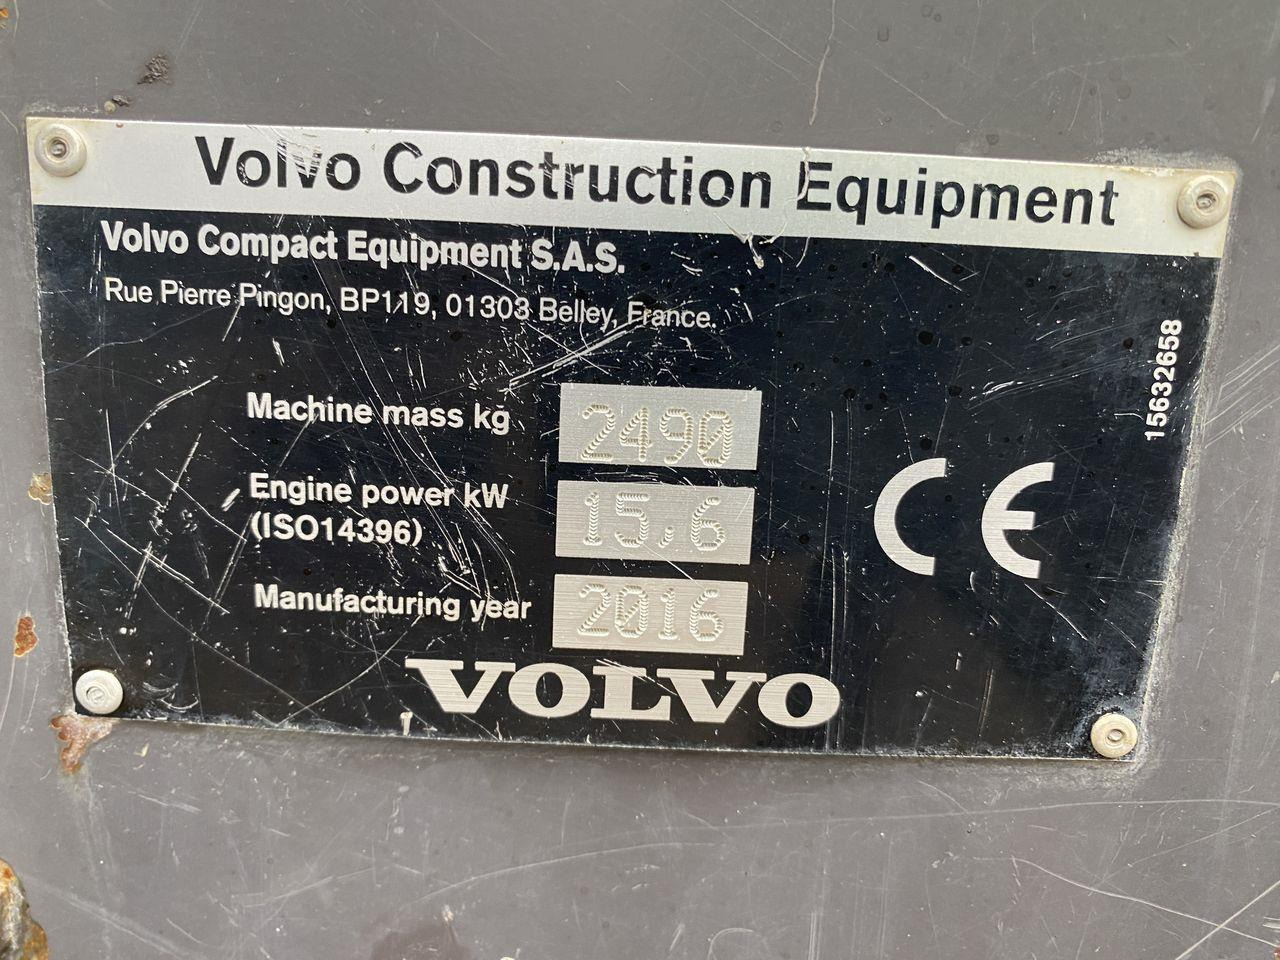 Volvo Construction Equipment
Volvo Compact Equipment S.A.S.
Rue Pierre Pingon, BP119, 01303 Belley, France.
15632658
Machine mass kg 2490
Engine power kW 15.6
(ISO14396)
Manufacturing year 2016
CE
VOLVO